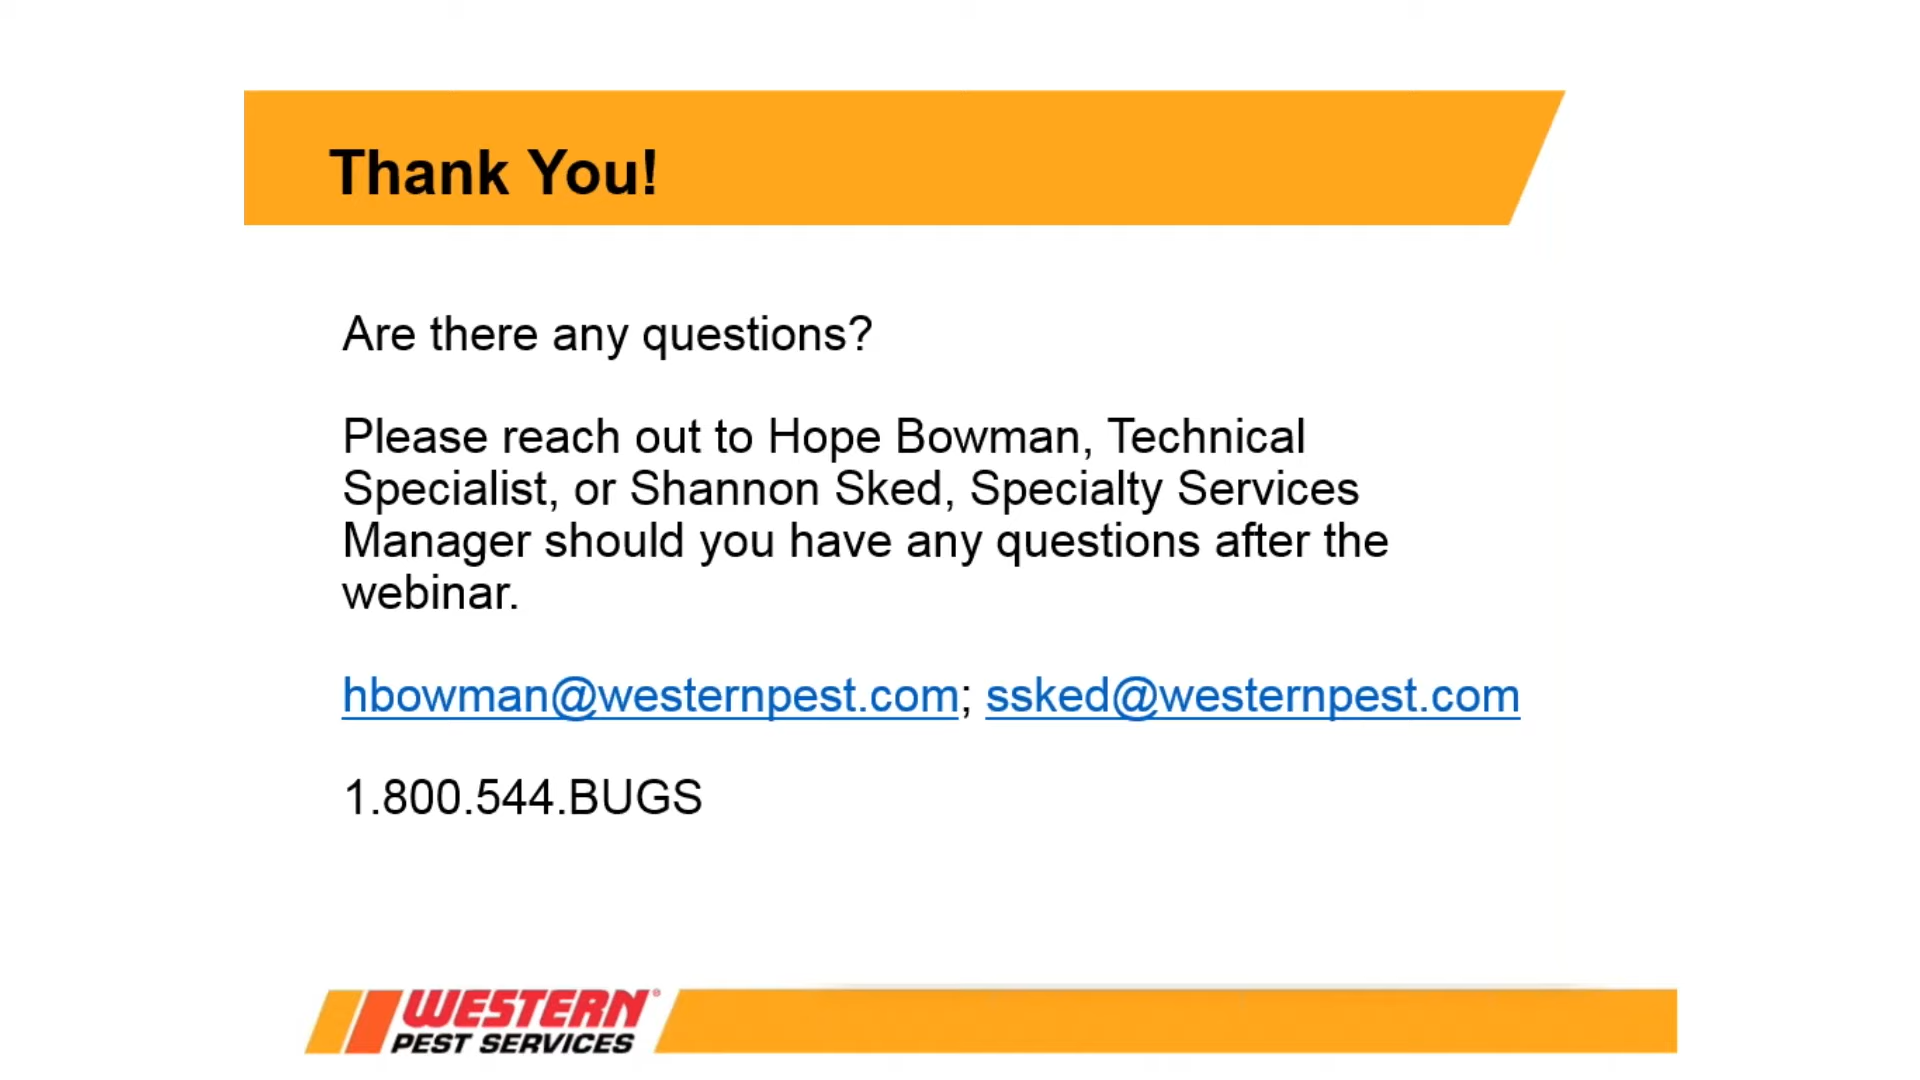 Thank You!
Are there any questions?
Please reach out to Hope Bowman, Technical
Specialist, or Shannon Sked, Specialty Services
Manager should you have any questions after the
webinar.
hbowman@westernpest.com; ssked@westernpest.com
1.800.544.BUGS
WESTERN®
PEST SERVICES